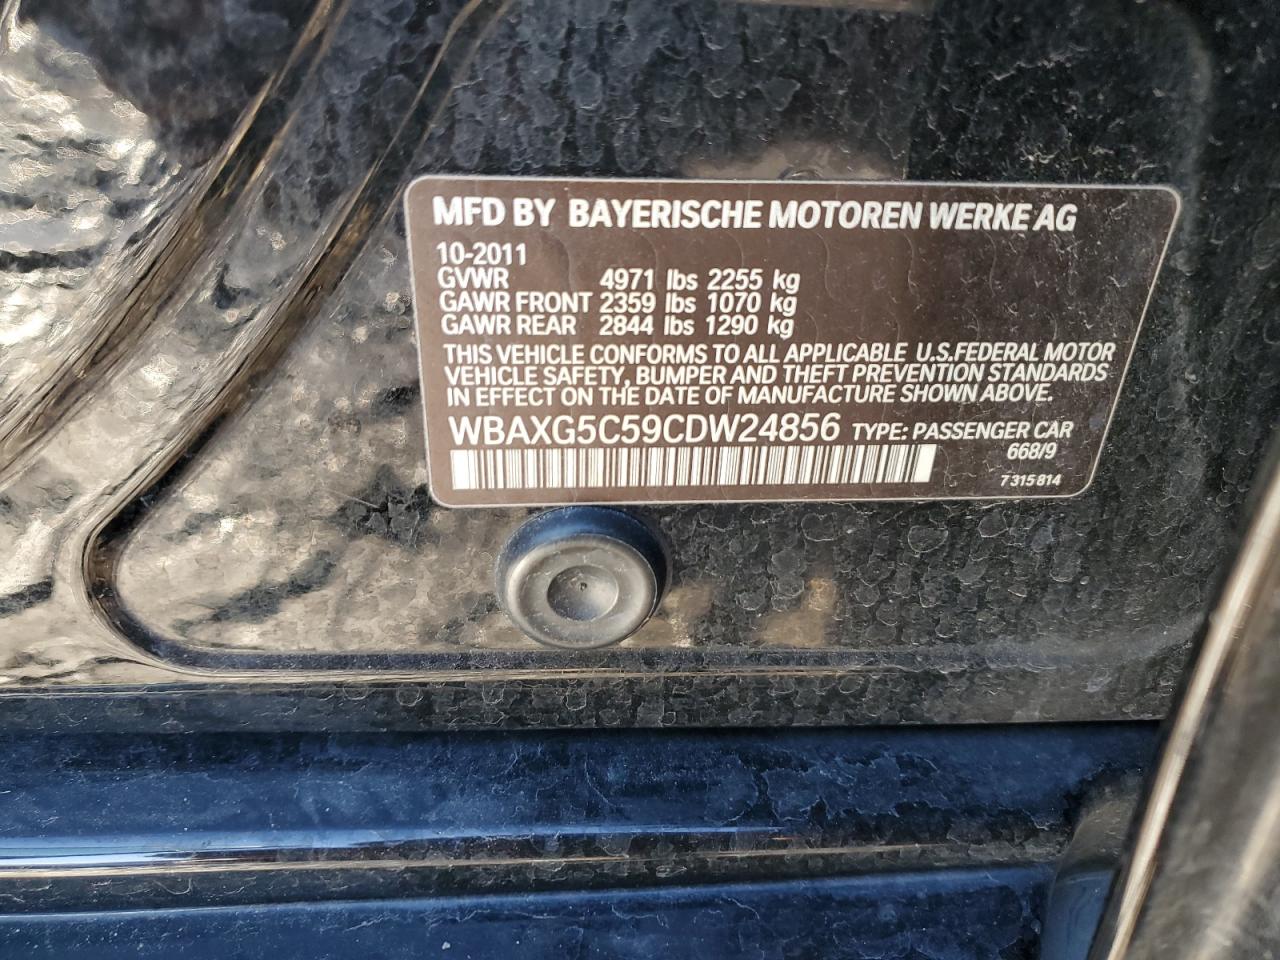 MFD BY BAYERISCHE MOTOREN WERKE AG
10-2011
GVWR 4971 lbs 2255 kg
GAWR FRONT 2359 lbs 1070 kg
GAWR REAR 2844 lbs 1290 kg
THIS VEHICLE CONFORMS TO ALL APPLICABLE U.S.FEDERAL MOTOR
VEHICLE SAFETY, BUMPER AND THEFT PREVENTION STANDARDS
IN EFFECT ON THE DATE OF MANUFACTURE SHOWN ABOVE.
WBAXG5C59CDW24856 TYPE: PASSENGER CAR
668/9
7 315 814